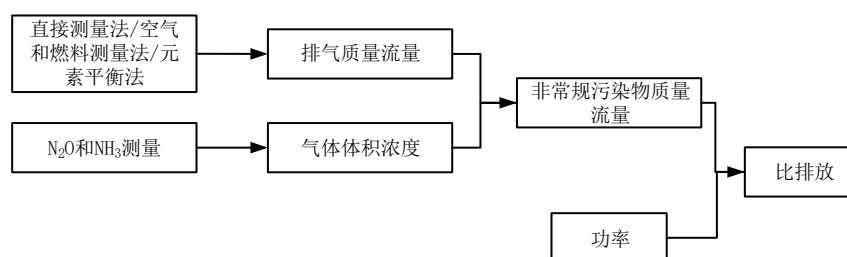 直接测量法/空气
和燃料测量法/元
素平衡法
排气质量流量
非常规污染物质量
流量
N₂O和NH₃测量
气体体积浓度
比排放
功率